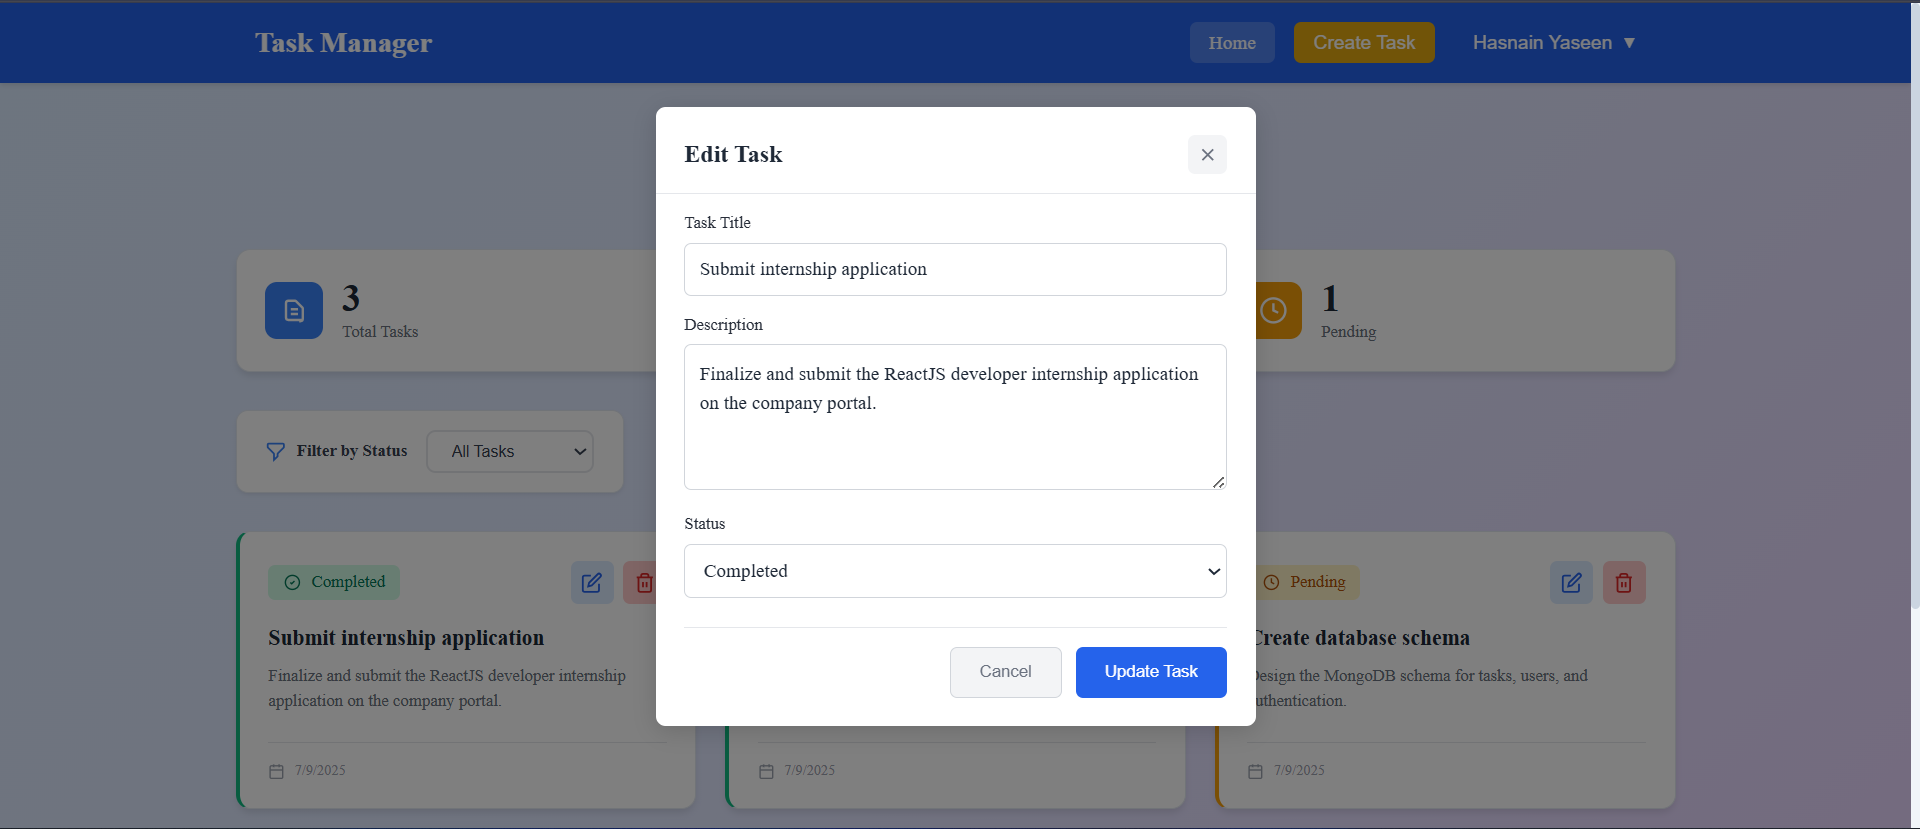 Task Manager
Home
Create Task
Hasnain Yaseen ▼
Edit Task
Task Title
Submit internship application
Description
Finalize and submit the ReactJS developer internship application
on the company portal.
Status
Completed
Cancel
Update Task
3
Total Tasks
1
Pending
Filter by Status
All Tasks
Completed
Submit internship application
Finalize and submit the ReactJS developer internship
application on the company portal.
7/9/2025
7/9/2025
Pending
Create database schema
Design the MongoDB schema for tasks, users, and
authentication.
7/9/2025